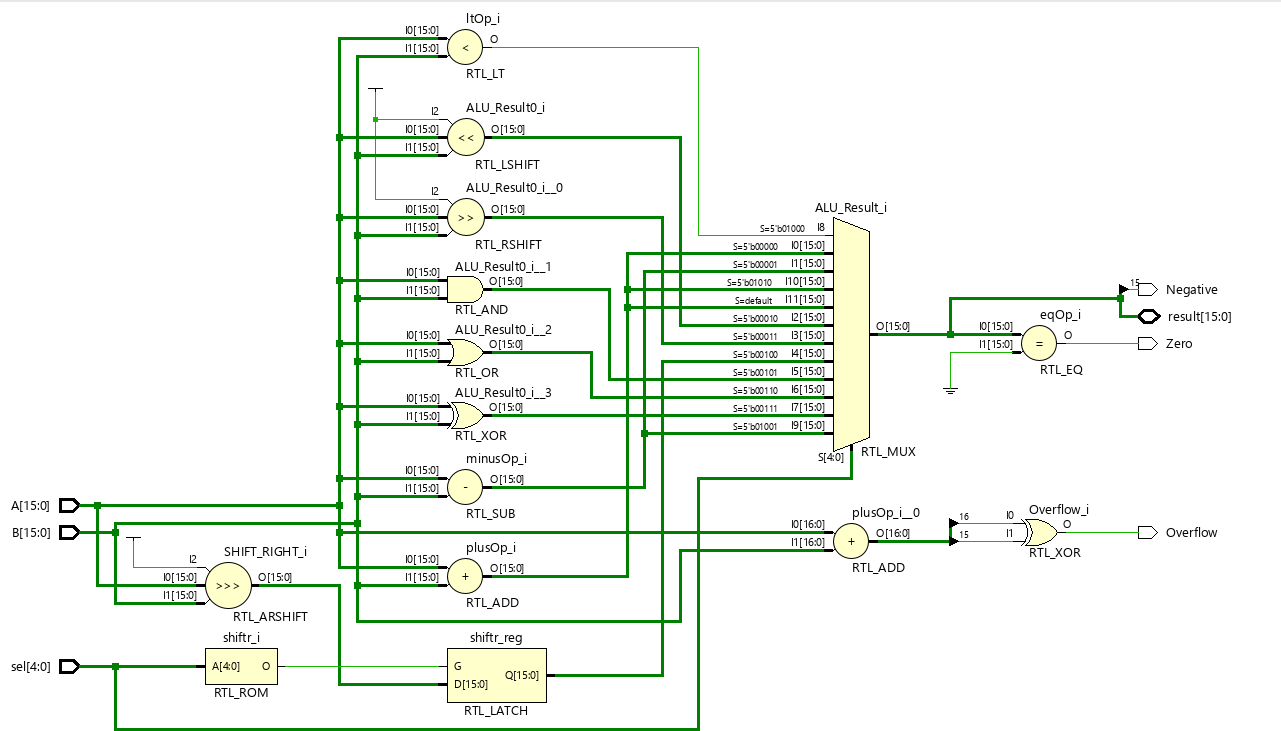 ltOp_i
I0[15:0]
I1[15:0]
<
O
RTL_LT
ALU_Result0_i
I2
I0[15:0]
I1[15:0]
<<
O[15:0]
RTL_LSHIFT
ALU_Result0_i__0
I2
I0[15:0]
I1[15:0]
>>
O[15:0]
RTL_RSHIFT
ALU_Result0_i__1
I0[15:0]
I1[15:0]
O[15:0]
RTL_AND
ALU_Result0_i__2
I0[15:0]
I1[15:0]
O[15:0]
RTL_OR
ALU_Result0_i__3
I0[15:0]
I1[15:0]
O[15:0]
RTL_XOR
minusOp_i
I0[15:0]
I1[15:0]
-
O[15:0]
RTL_SUB
plusOp_i
I0[15:0]
I1[15:0]
+
O[15:0]
RTL_ADD
A[15:0]
B[15:0]
SHIFT_RIGHT_i
I2
I0[15:0]
I1[15:0]
>>>
O[15:0]
RTL_ARSHIFT
sel[4:0]
shiftr_i
A[4:0] O
RTL_ROM
shiftr_reg
G
D[15:0]
Q[15:0]
RTL_LATCH
ALU_Result_i
S=5'b01000 I8
S=5'b00000 I0[15:0]
S=5'b00001 I1[15:0]
S=5'b01010 I10[15:0]
S=default I11[15:0]
S=5'b00010 I2[15:0]
S=5'b00011 I3[15:0]
S=5'b00100 I4[15:0]
S=5'b00101 I5[15:0]
S=5'b00110 I6[15:0]
S=5'b00111 I7[15:0]
S=5'b01001 I9[15:0]
S[4:0]
O[15:0]
RTL_MUX
15
Negative
result[15:0]
eqOp_i
I0[15:0]
I1[15:0]
=
O
RTL_EQ
Zero
plusOp_i__0
I0[16:0]
I1[16:0]
+
O[16:0]
RTL_ADD
16
15
Overflow_i
I0
I1
O
RTL_XOR
Overflow